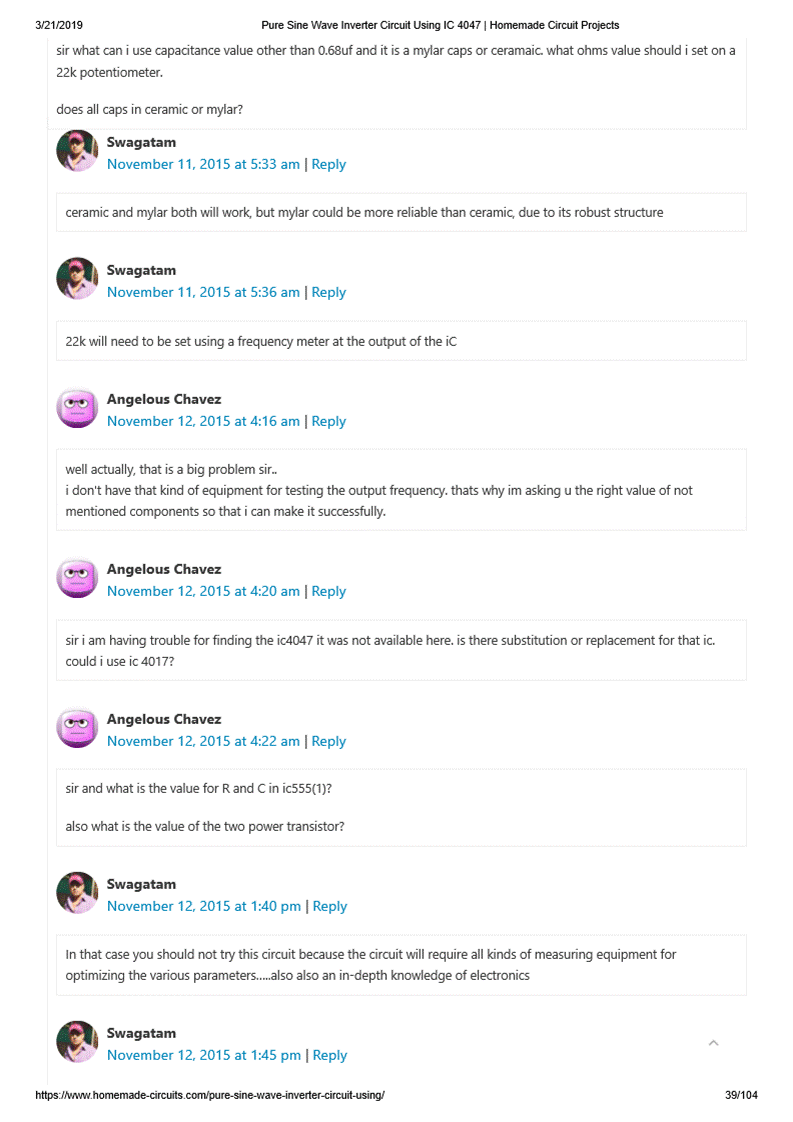 3/21/2019 Pure Sine Wave Inverter Circuit Using IC 4047 | Homemade Circuit Projects
sir what can i use capacitance value other than 0.68uf and it is a mylar caps or ceramaic. what ohms value should i set on a
22k potentiometer.
does all caps in ceramic or mylar?
Swagatam
November 11, 2015 at 5:33 am | Reply
ceramic and mylar both will work, but mylar could be more reliable than ceramic, due to its robust structure
Swagatam
November 11, 2015 at 5:36 am | Reply
22k will need to be set using a frequency meter at the output of the iC
Angelous Chavez
November 12, 2015 at 4:16 am | Reply
well actually, that is a big problem sir..
i don't have that kind of equipment for testing the output frequency. thats why im asking u the right value of not
mentioned components so that i can make it successfully.
Angelous Chavez
November 12, 2015 at 4:20 am | Reply
sir i am having trouble for finding the ic4047 it was not available here. is there substitution or replacement for that ic.
could i use ic 4017?
Angelous Chavez
November 12, 2015 at 4:22 am | Reply
sir and what is the value for R and C in ic555(1)?
also what is the value of the two power transistor?
Swagatam
November 12, 2015 at 1:40 pm | Reply
In that case you should not try this circuit because the circuit will require all kinds of measuring equipment for
optimizing the various parameters.....also also an in-depth knowledge of electronics
Swagatam
November 12, 2015 at 1:45 pm | Reply
https://www.homemade-circuits.com/pure-sine-wave-inverter-circuit-using/ 39/104